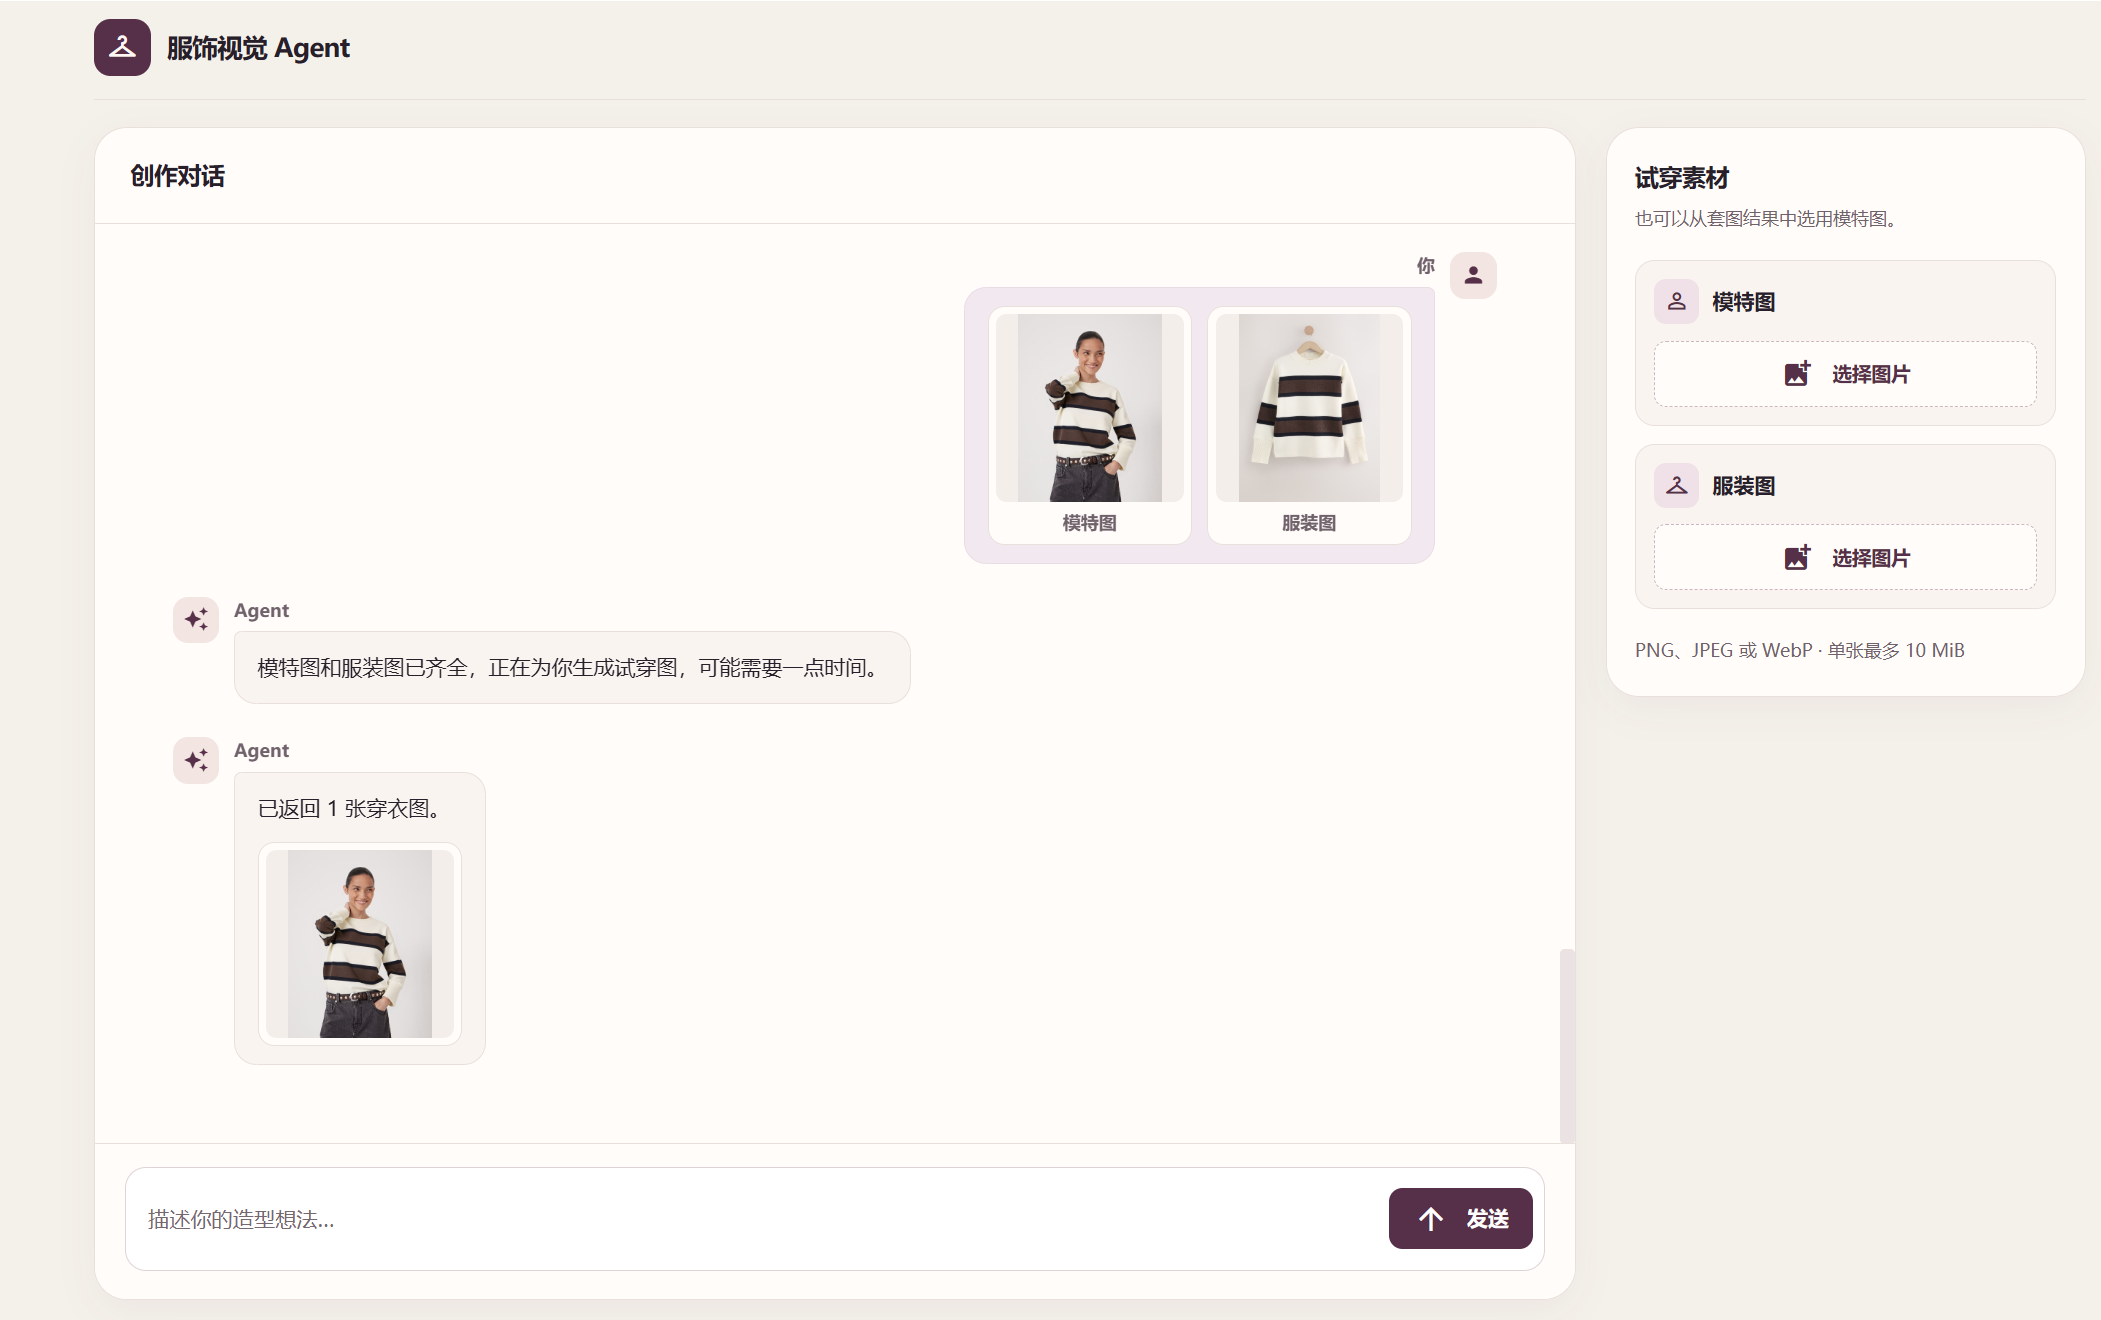 服饰视觉 Agent
创作对话
你
模特图
服装图
Agent
模特图和服装图已齐全，正在为你生成试穿图，可能需要一点时间。
Agent
已返回 1 张穿衣图。
描述你的造型想法...
发送
试穿素材
也可以从套图结果中选用模特图。
模特图
选择图片
服装图
选择图片
PNG、JPEG 或 WebP · 单张最多 10 MiB